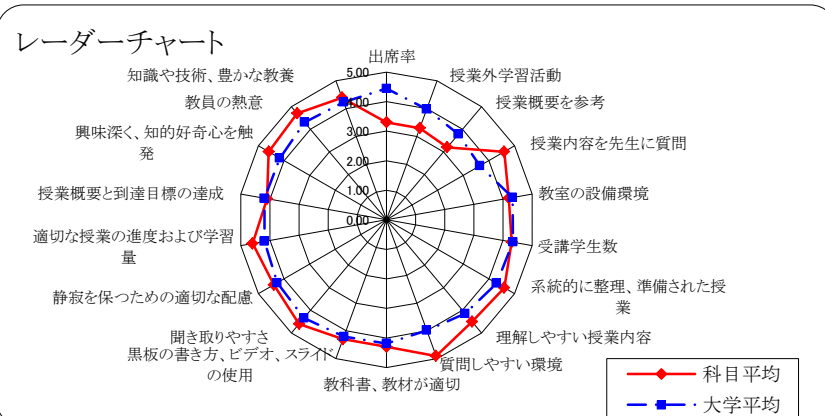 レーダーチャート
出席率
授業外学習活動
授業概要を参考
授業内容を先生に質問
教室の設備環境
受講学生数
系統的に整理、準備された授
業
理解しやすい授業内容
質問しやすい環境
教科書、教材が適切
黒板の書き方、ビデオ、スライド
の使用
聞き取りやすさ
静寂を保つための適切な配慮
適切な授業の進度および学習
量
授業概要と到達目標の達成
興味深く、知的好奇心を触
発
教員の熱意
知識や技術、豊かな教養
5.00
4.00
3.00
2.00
1.00
0.00
科目平均
大学平均